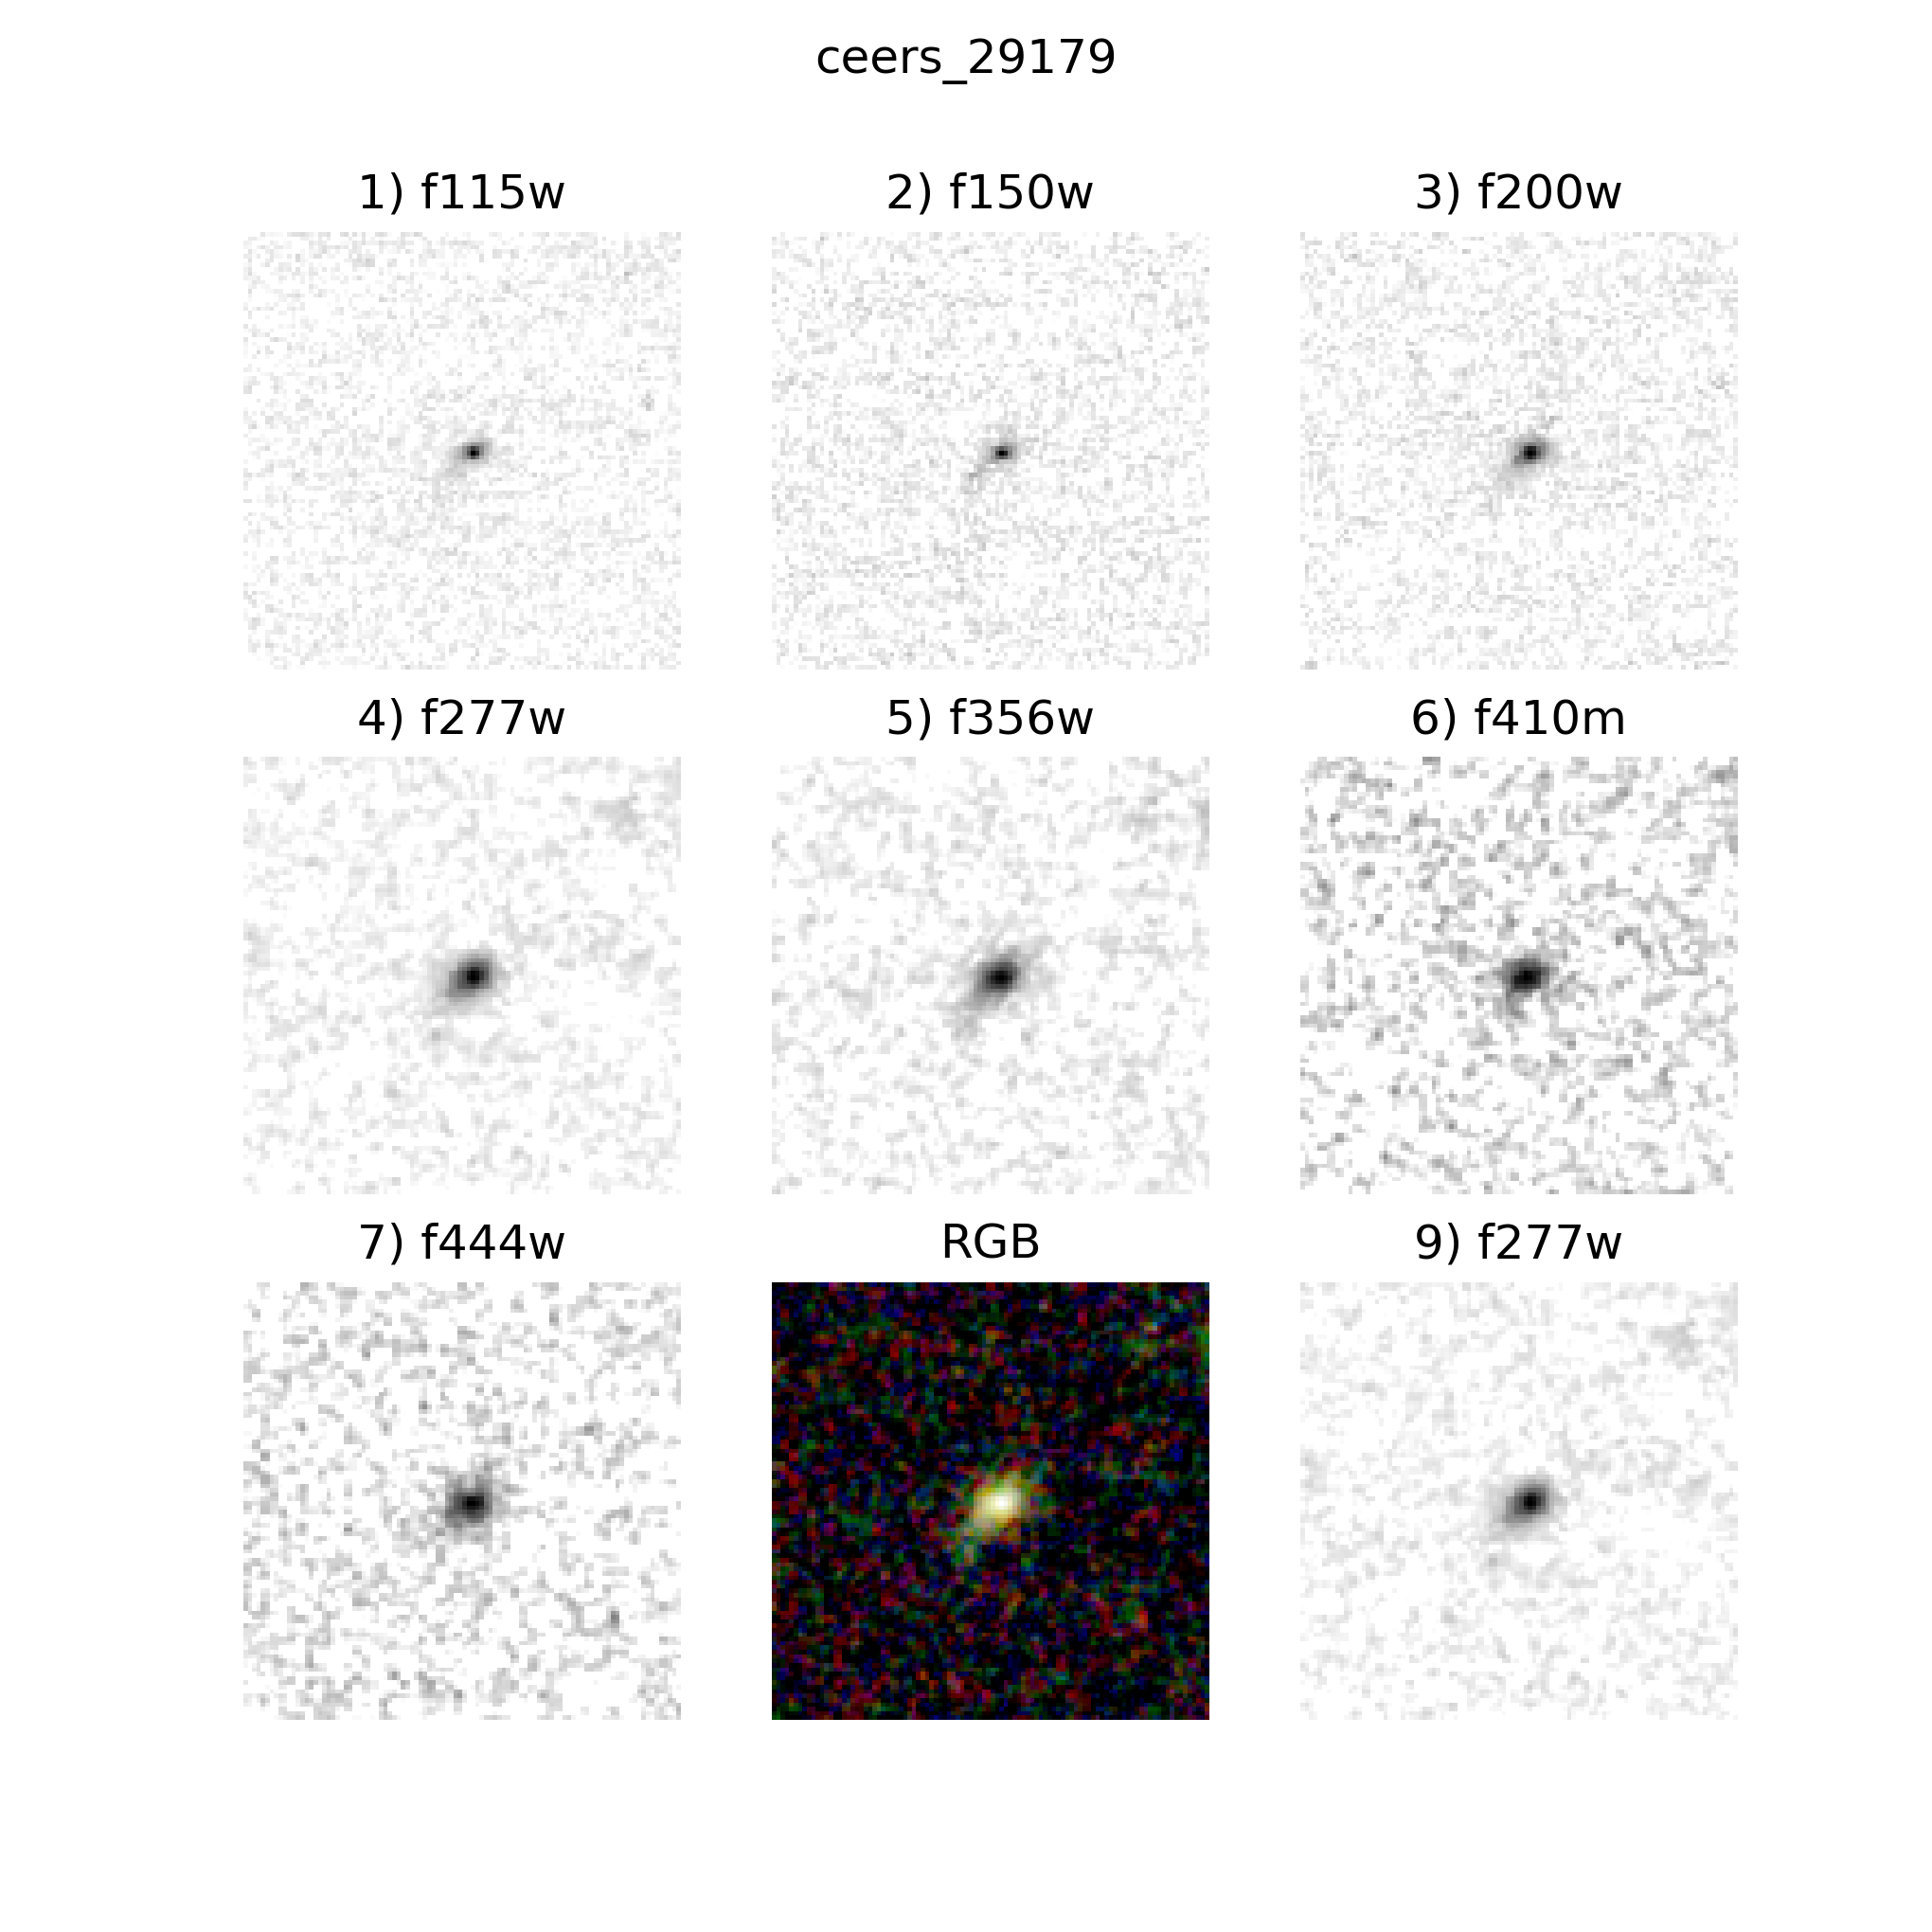 ceers_29179
1) f115w
2) f150w
3) f200w
4) f277w
5) f356w
6) f410m
7) f444w
RGB
9) f277w